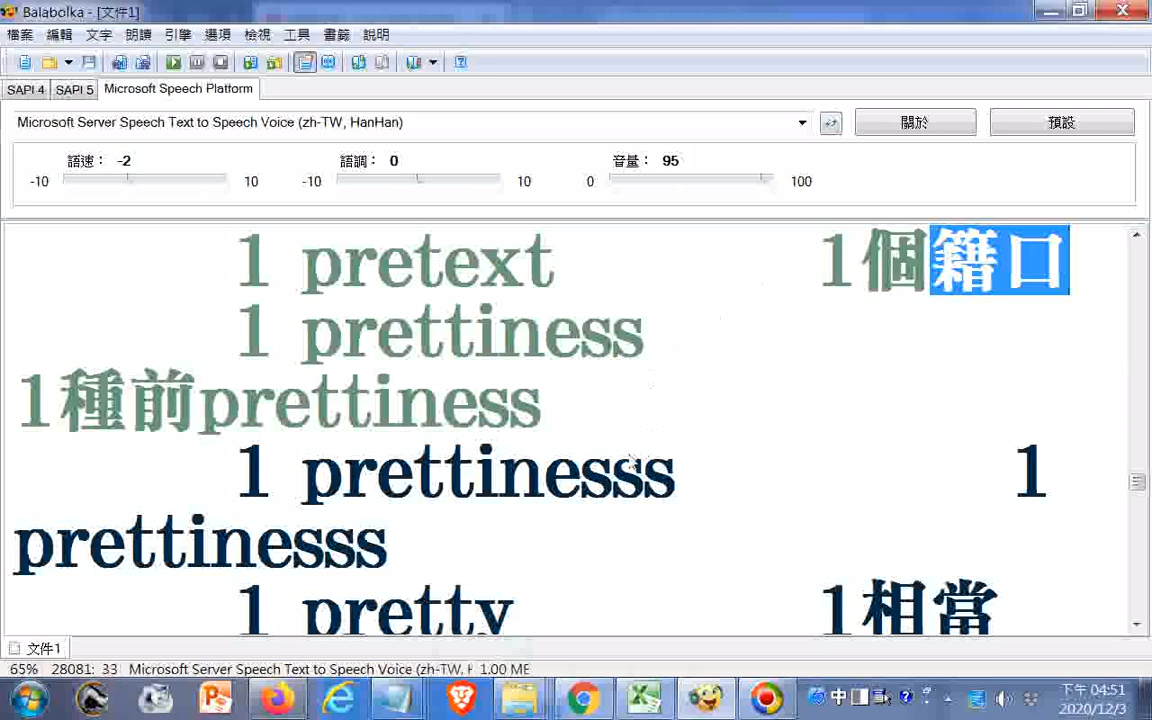 Balabolka - [文件1]
檔案 編輯 文字 朗讀 引擎 選項 檢視 工具 書籤 說明
SAPI 4 SAPI 5 Microsoft Speech Platform
Microsoft Server Speech Text to Speech Voice (zh-TW, HanHan) 關於 預設
語速： -2 語調： 0 音量： 95
-10 10 -10 10 0 100
1 pretext 1個籍口
1 prettiness
1種前prettiness
1 prettinesss 1
prettinesss
1 pretty 1相當
文件1
65% 28081: 33 Microsoft Server Speech Text to Speech Voice (zh-TW, H 1.00 ME
中 下午 04:51
2020/12/3